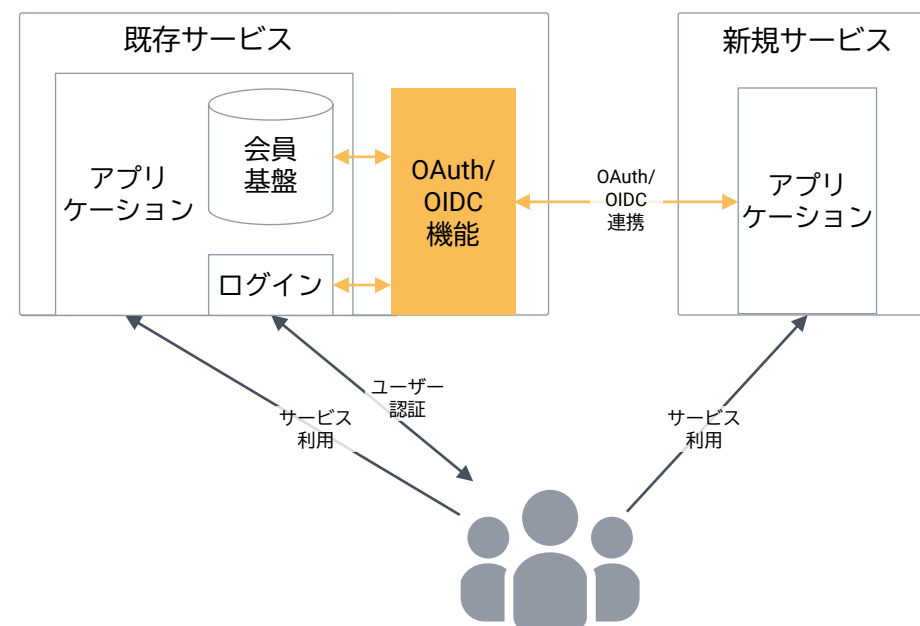 既存サービス
新規サービス
アプリ
ケーション
会員
基盤
ログイン
OAuth/
OIDC
機能
OAuth/
OIDC
連携
アプリ
ケーション
ユーザー
認証
サービス
利用
サービス
利用